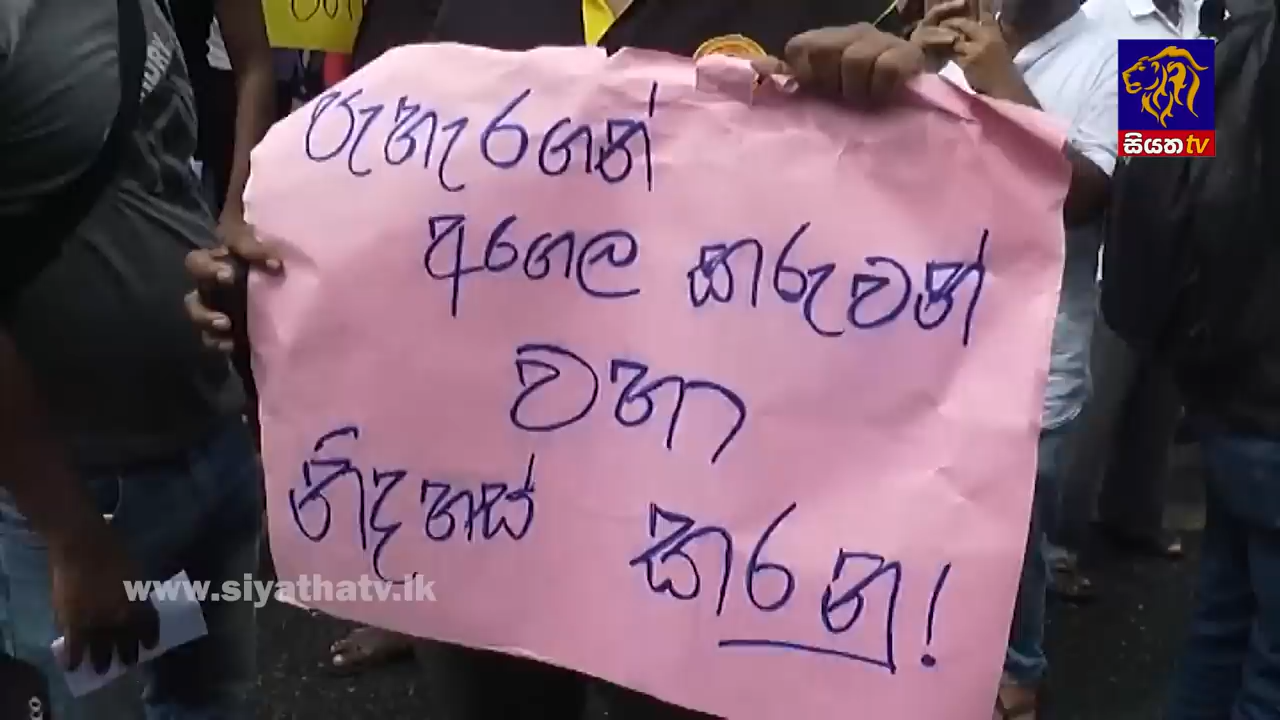 සියත tv
පැහැරගත්
අරගල කරුවන්
වහා
නිදහස්
කරනු!
www.siyathatv.lk